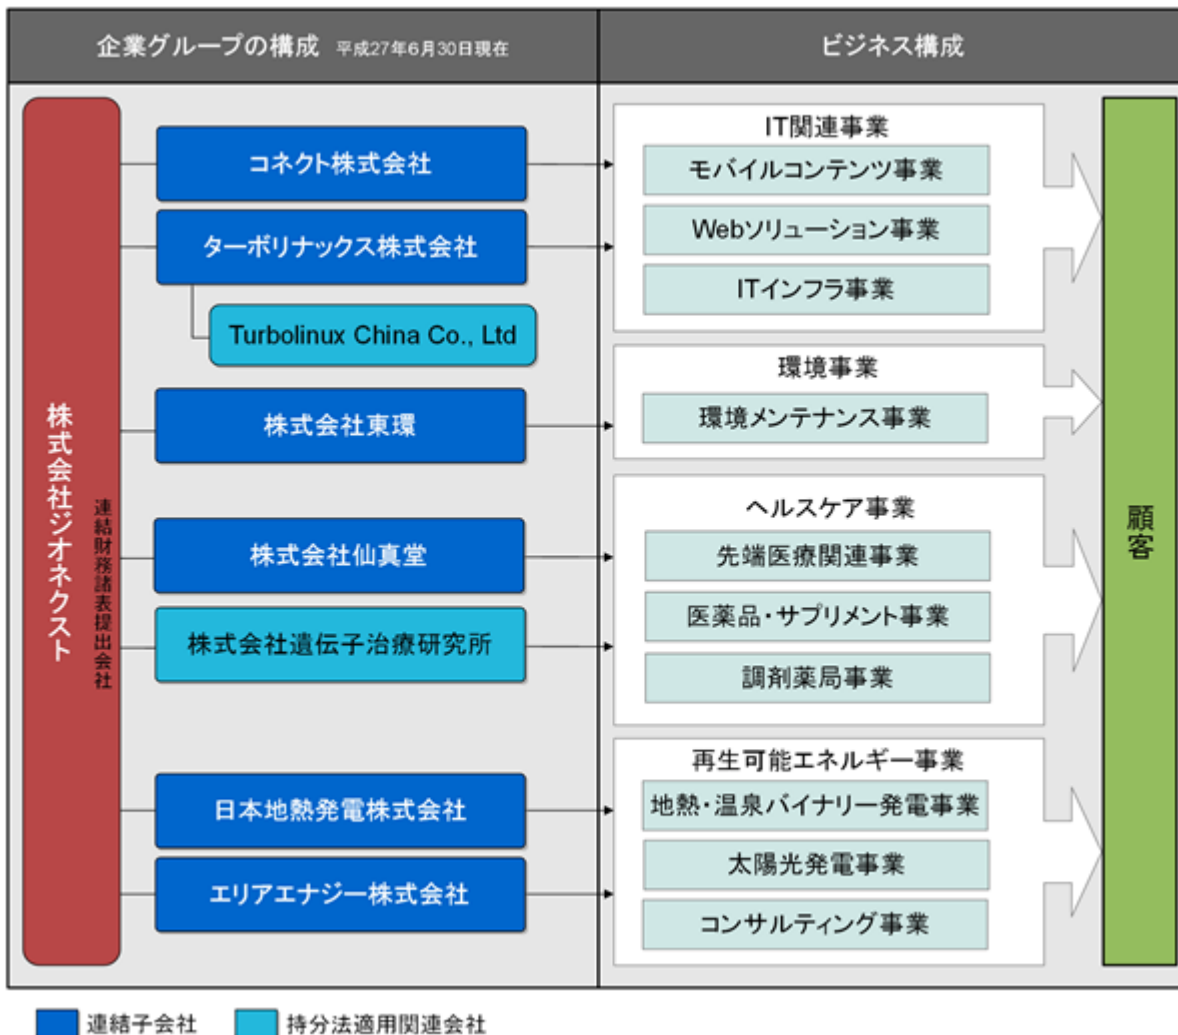 企業グループの構成 平成27年6月30日現在
ビジネス構成
株式会社ジオネクスト
連結財務諸表提出会社
コネクト株式会社
ターボリナックス株式会社
Turbolinux China Co., Ltd
株式会社東環
株式会社仙真堂
株式会社遺伝子治療研究所
日本地熱発電株式会社
エリアエナジー株式会社
IT関連事業
モバイルコンテンツ事業
Webソリューション事業
ITインフラ事業
環境事業
環境メンテナンス事業
ヘルスケア事業
先端医療関連事業
医薬品・サプリメント事業
調剤薬局事業
再生可能エネルギー事業
地熱・温泉バイナリー発電事業
太陽光発電事業
コンサルティング事業
顧客
連結子会社
持分法適用関連会社